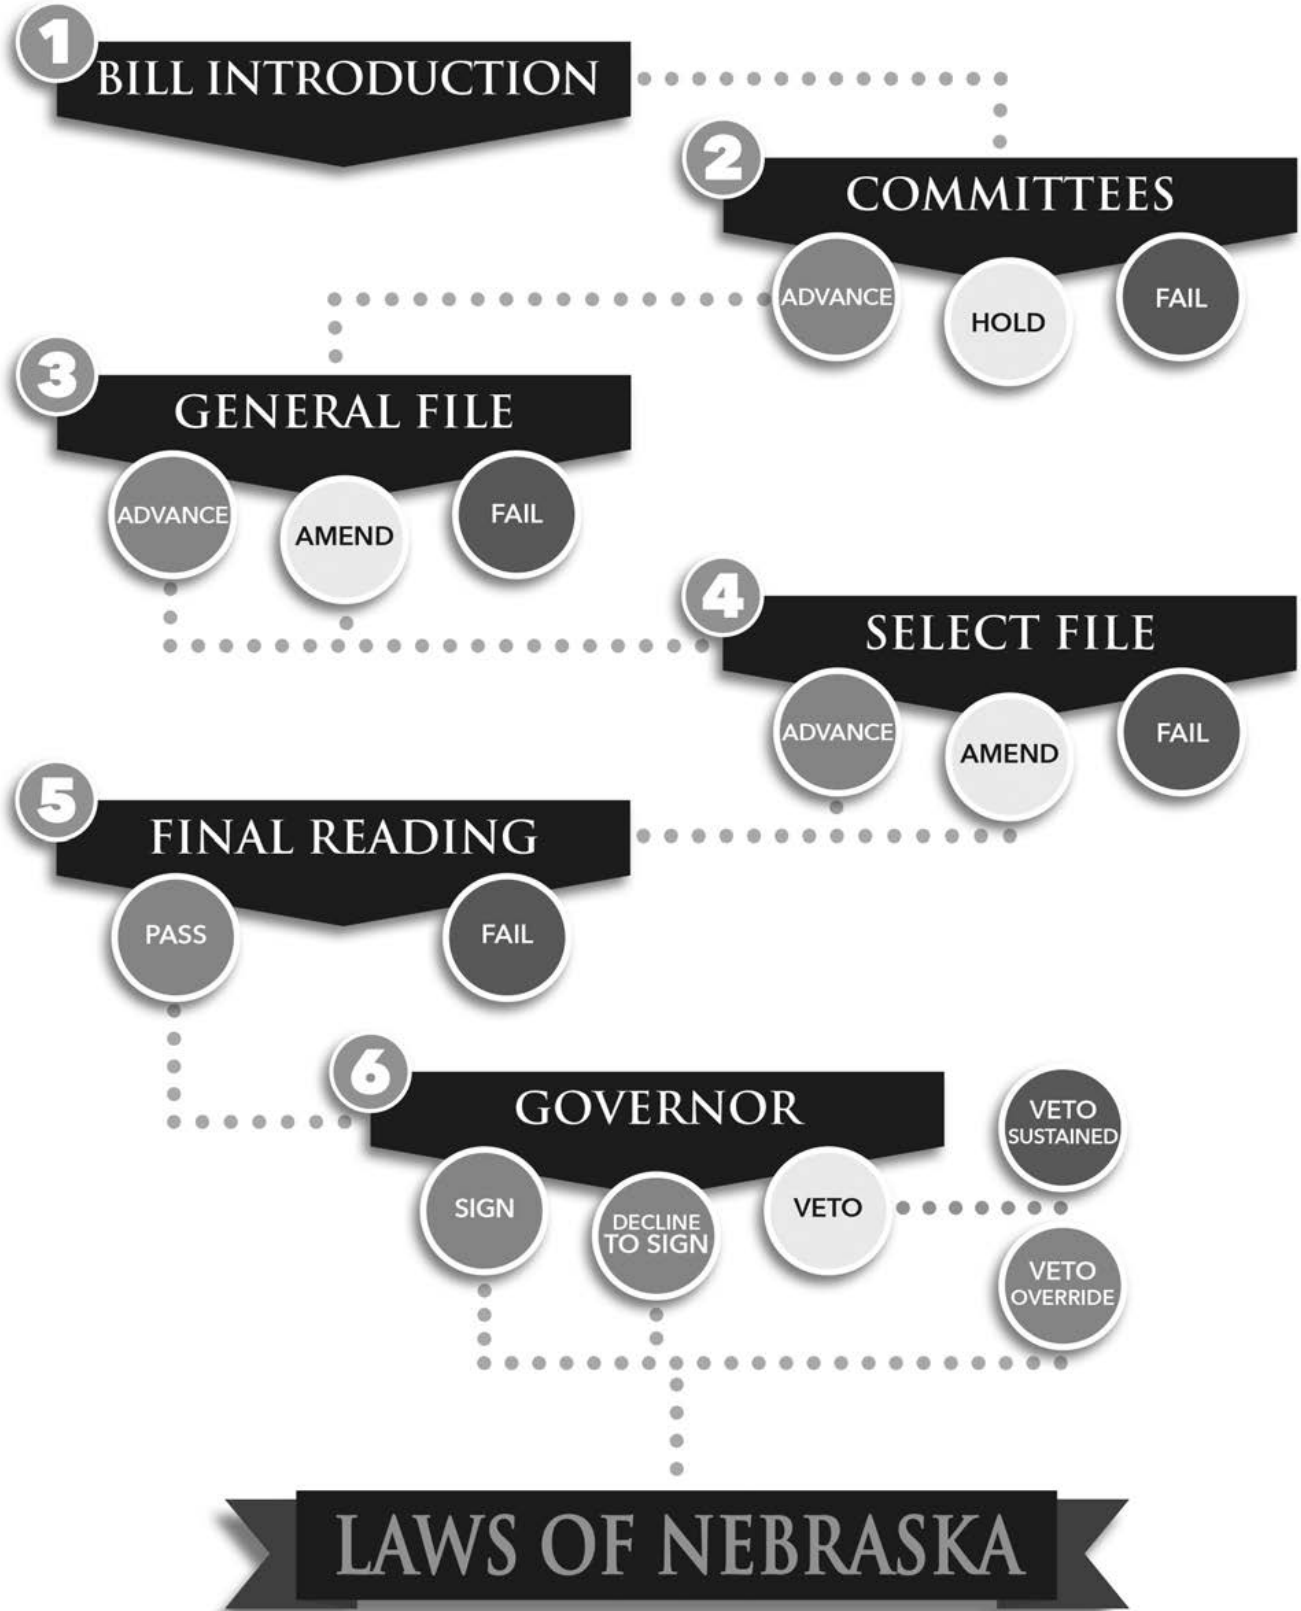 1
BILL INTRODUCTION
2
COMMITTEES
ADVANCE
HOLD
FAIL
3
GENERAL FILE
ADVANCE
AMEND
FAIL
4
SELECT FILE
ADVANCE
AMEND
FAIL
5
FINAL READING
PASS
FAIL
6
GOVERNOR
SIGN
DECLINE
TO SIGN
VETO
VETO
SUSTAINED
VETO
OVERRIDE
LAWS OF NEBRASKA